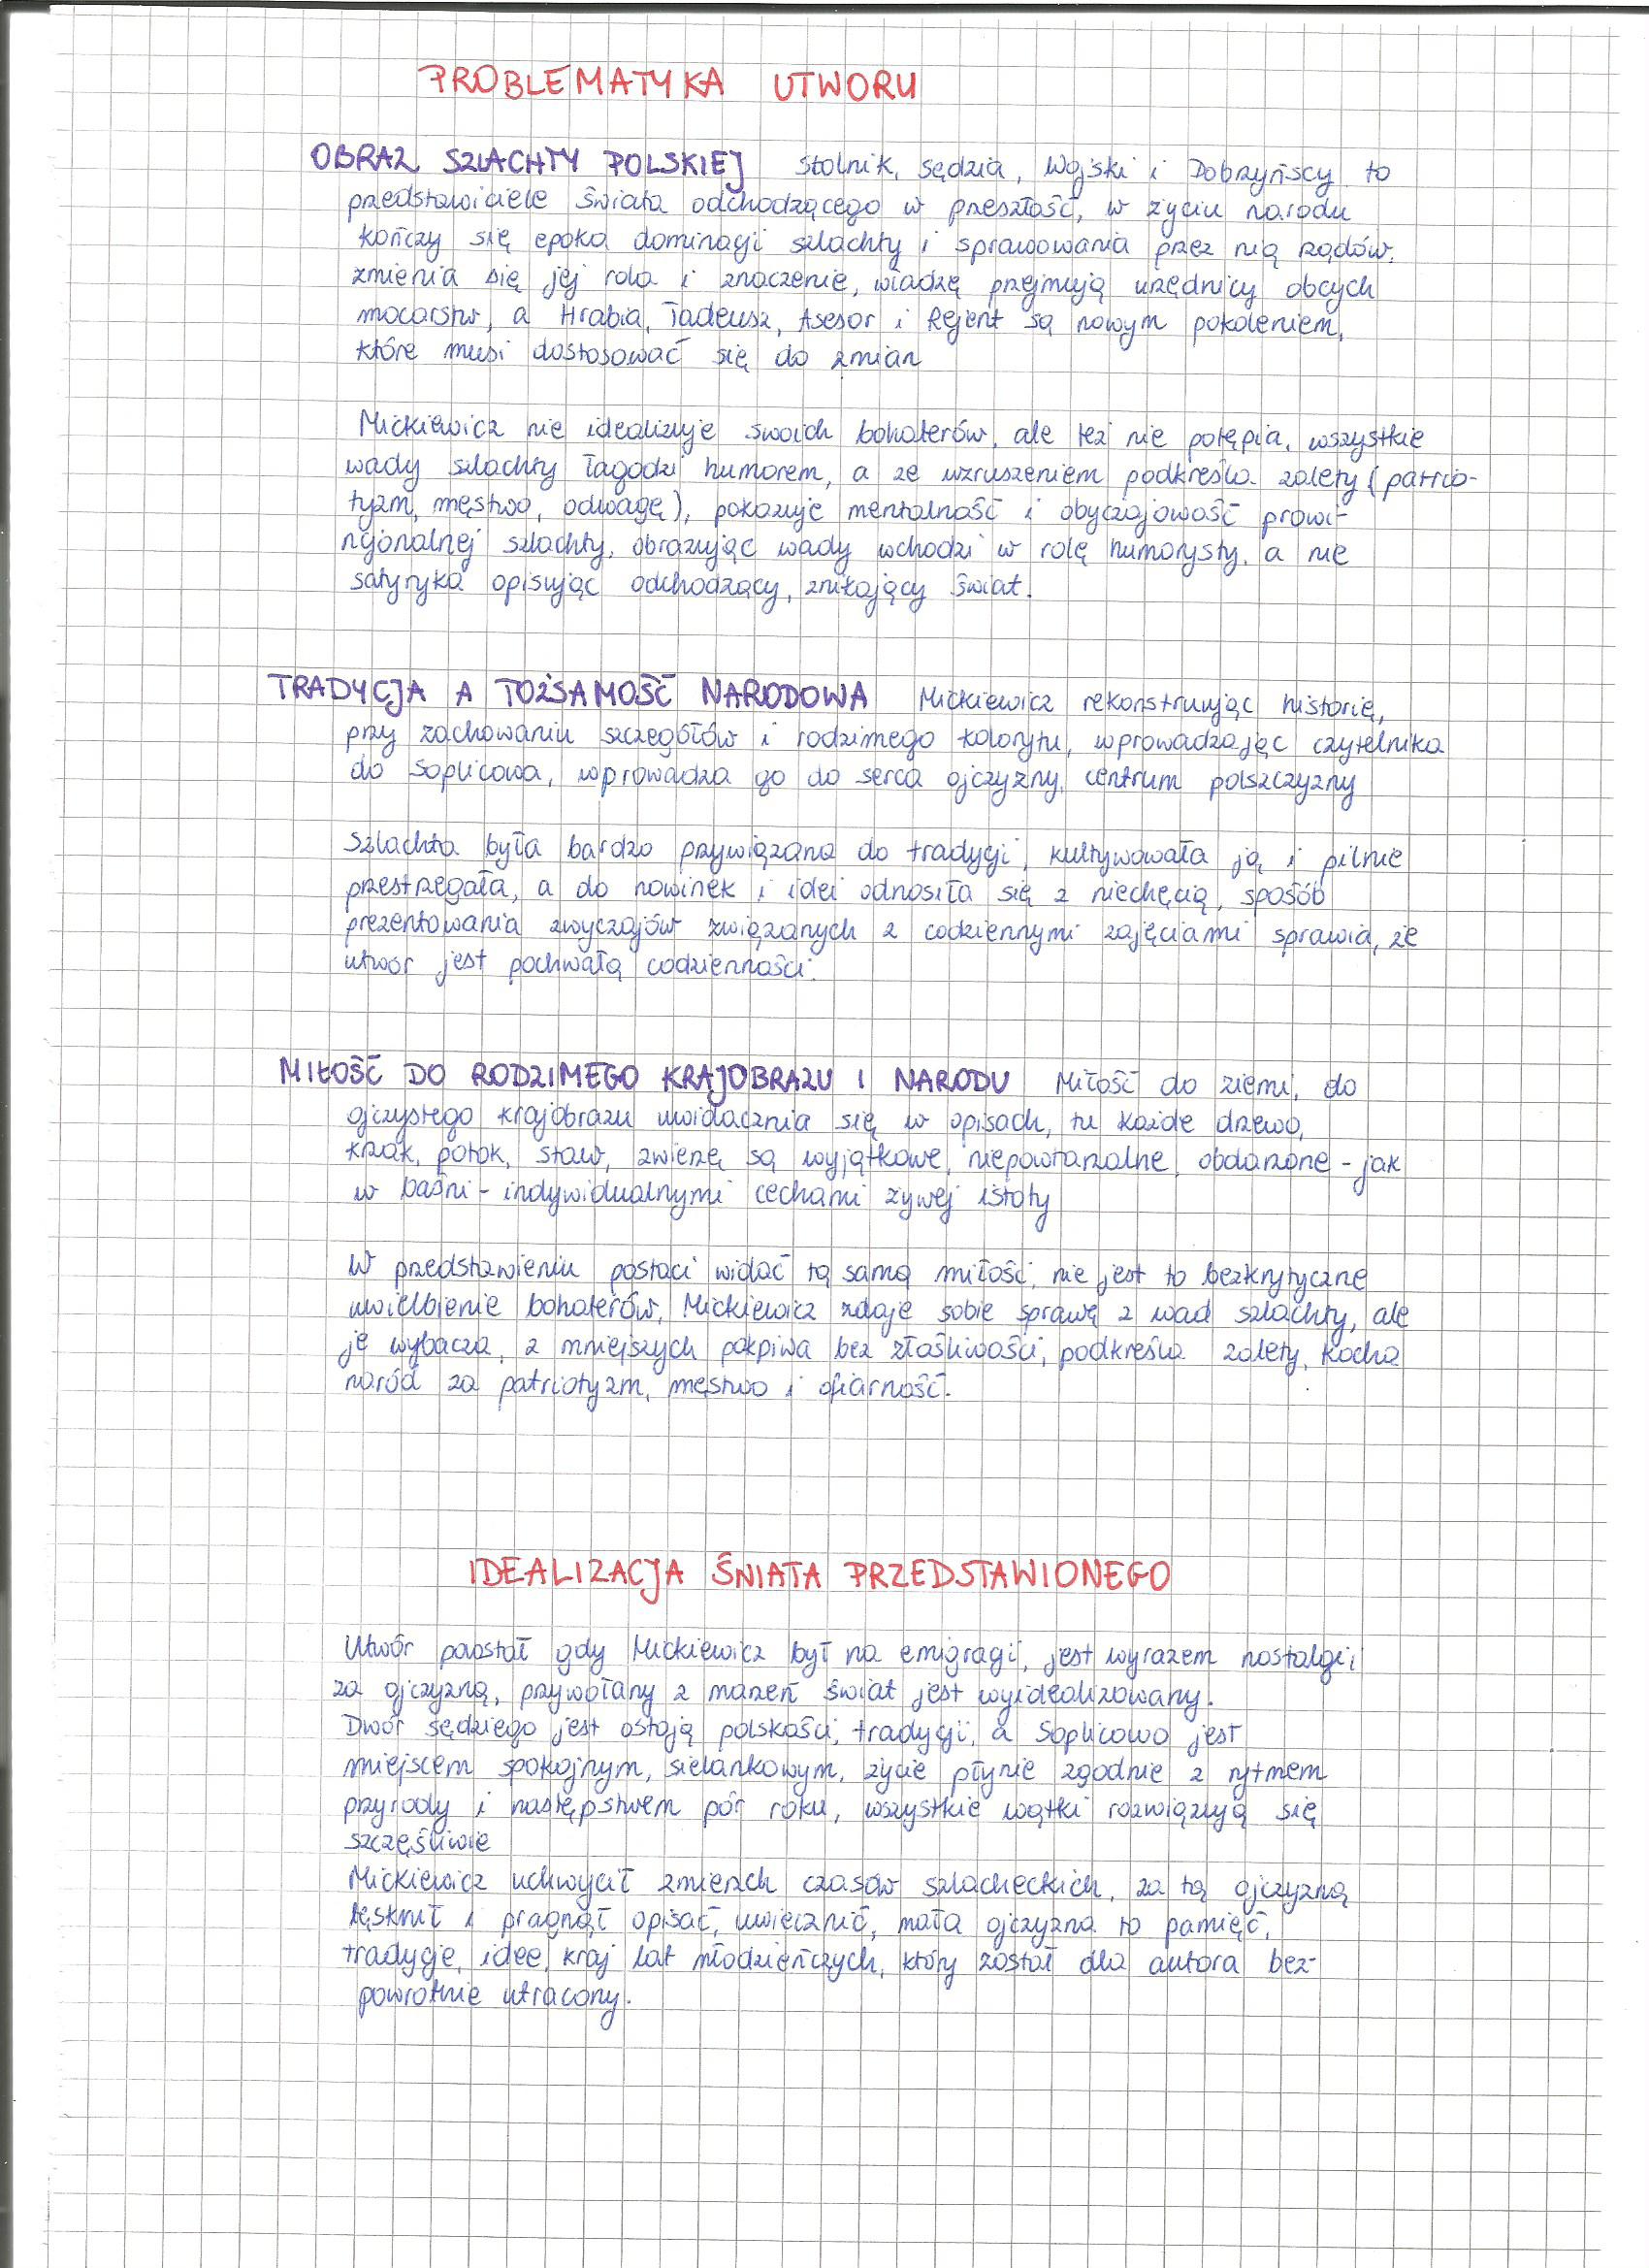 PROBLEMATYKA UTWORU
OBRAZ SZLACHTY POLSKIEJ Stolnik, Sędzia, Wojski i Dobrzyńscy to
przedstawiciele świata odchodzącego w przeszłość, w życiu narodu
kończy się epoka dominacji szlachty i sprawowania przez nią rządów,
zmienia się jej rola i znaczenie, władzę przejmują urzędnicy obcych
mocarstw, a Hrabia, Tadeusz, Asesor i Rejent są nowym pokoleniem,
które musi dostosować się do zmian
Mickiewicz nie idealizuje swoich bohaterów, ale też nie potępia, wszystkie
wady szlachty łagodzi humorem, a ze wzruszeniem podkreśla zalety (patrio-
tyzm, męstwo, odwagę), pokazuje mentalność i obyczajowość prowi-
ncjonalnej szlachty, obrazując wady wchodzi w rolę humorysty, a nie
satyryka opisując odchodzący, znikający świat.
TRADYCJA A TOŻSAMOŚĆ NARODOWA Mickiewicz rekonstruując historię,
przy zachowaniu szczegółów i rodzimego kolorytu, wprowadzając czytelnika
do Soplicowa, wprowadza go do serca ojczyzny, centrum polszczyzny
Szlachta była bardzo przywiązana do tradycji, kultywowała ją i pilnie
przestrzegała, a do nowinek i idei odnosiła się z niechęcią, sposób
prezentowania zwyczajów związanych z codziennymi zajęciami sprawia, że
utwór jest pochwałą codzienności.
MIŁOŚĆ DO RODZIMEGO KRAJOBRAZU I NARODU Miłość do ziemi, do
ojczystego krajobrazu uwidacznia się w opisach, tu każde drzewo,
krzak, potok, staw, zwierzę są wyjątkowe, niepowtarzalne, obdarzone - jak
w baśni - indywidualnymi cechami żywej istoty
W przedstawieniu postaci widać tą samą miłość, nie jest to bezkrytyczne
uwielbienie bohaterów, Mickiewicz zdaje sobie sprawę z wad szlachty, ale
je wybacza, z mniejszych pokpiwa bez złośliwości, podkreśla zalety, kocha
naród za patriotyzm, męstwo i ofiarność.
IDEALIZACJA ŚWIATA PRZEDSTAWIONEGO
Utwór powstał gdy Mickiewicz był na emigracji, jest wyrazem nostalgii
za ojczyzną, przywołany z marzeń świat jest wyidealizowany.
Dwór sędziego jest ostoją polskości, tradycji, a Soplicowo jest
miejscem spokojnym, sielankowym, życie płynie zgodnie z rytmem
przyrody i następstwem pór roku, wszystkie wątki rozwiązują się
szczęśliwie
Mickiewicz uchwycił zmierzch czasów szlacheckich, za tą ojczyzną
tęsknił i pragnął opisać, uwiecznić, mała ojczyzna to pamięć,
tradycje, idee, kraj lat młodzieńczych, który został dla autora bez-
powrotnie utracony.